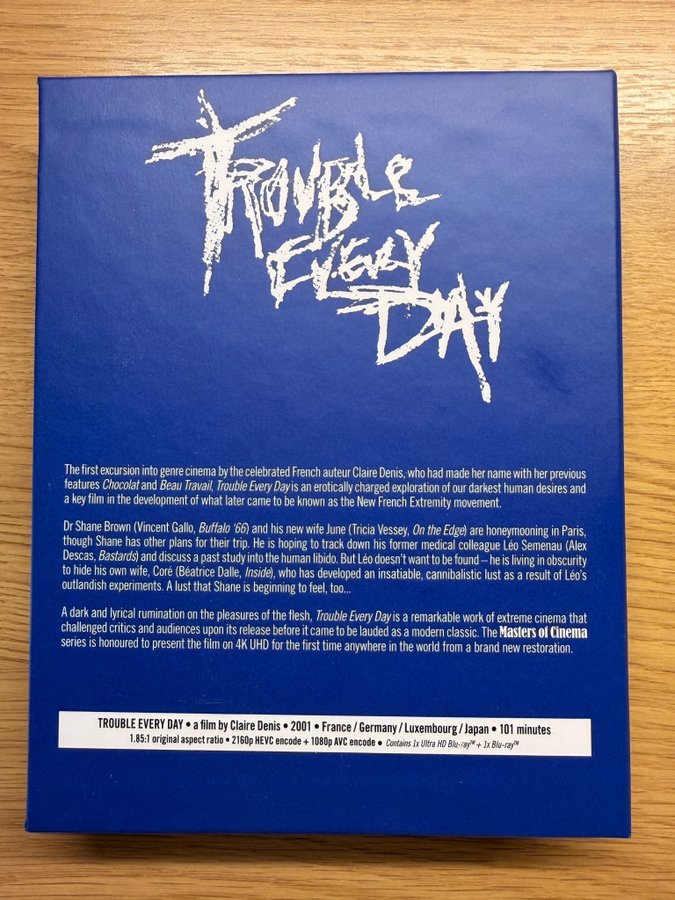 TROUBLE
EVERY
DAY
The first excursion into genre cinema by the celebrated French auteur Claire Denis, who had made her name with her previous
features Chocolat and Beau Travail, Trouble Every Day is an erotically charged exploration of our darkest human desires and
a key film in the development of what later came to be known as the New French Extremity movement.
Dr Shane Brown (Vincent Gallo, Buffalo '66) and his new wife June (Tricia Vessey, On the Edge) are honeymooning in Paris,
though Shane has other plans for their trip. He is hoping to track down his former medical colleague Léo Semenau (Alex
Descas, Bastards) and discuss a past study into the human libido. But Léo doesn't want to be found – he is living in obscurity
to hide his own wife, Coré (Béatrice Dalle, Inside), who has developed an insatiable, cannibalistic lust as a result of Léo's
outlandish experiments. A lust that Shane is beginning to feel, too...
A dark and lyrical rumination on the pleasures of the flesh, Trouble Every Day is a remarkable work of extreme cinema that
challenged critics and audiences upon its release before it came to be lauded as a modern classic. The Masters of Cinema
series is honoured to present the film on 4K UHD for the first time anywhere in the world from a brand new restoration.
TROUBLE EVERY DAY • a film by Claire Denis • 2001 • France / Germany / Luxembourg / Japan • 101 minutes
1.85:1 original aspect ratio • 2160p HEVC encode + 1080p AVC encode • Contains 1x Ultra HD Blu-ray™ + 1x Blu-ray™